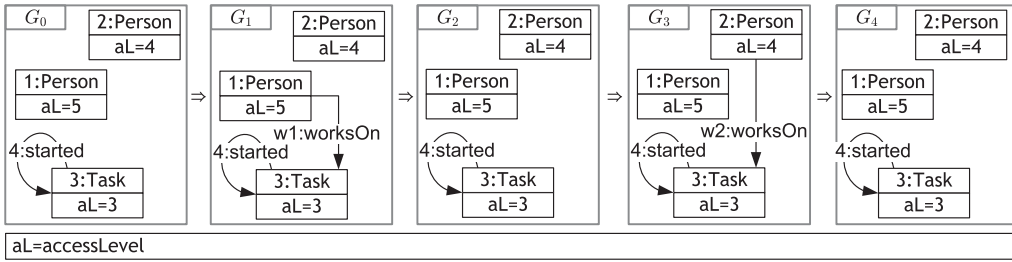 G0
2:Person
aL=4
1:Person
aL=5
4:started
3:Task
aL=3
⇒
G1
2:Person
aL=4
1:Person
aL=5
w1:worksOn
4:started
3:Task
aL=3
⇒
G2
2:Person
aL=4
1:Person
aL=5
4:started
3:Task
aL=3
⇒
G3
2:Person
aL=4
1:Person
aL=5
w2:worksOn
4:started
3:Task
aL=3
⇒
G4
2:Person
aL=4
1:Person
aL=5
4:started
3:Task
aL=3
aL=accessLevel